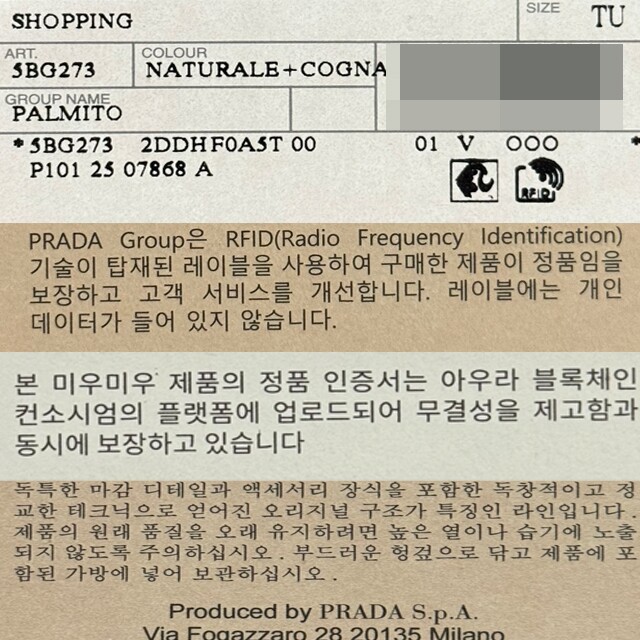 SHOPPING
SIZE
TU
ART.
5BG273
COLOUR
NATURALE+COGNA
GROUP NAME
PALMITO
*5BG273 2DDHF0A5T 00 01 V OOO *
P101 25 07868 A
RFID
PRADA Group은 RFID(Radio Frequency Identification)
기술이 탑재된 레이블을 사용하여 구매한 제품이 정품임을
보장하고 고객 서비스를 개선합니다. 레이블에는 개인
데이터가 들어 있지 않습니다.
본 미우미우 제품의 정품 인증서는 아우라 블록체인
컨소시엄의 플랫폼에 업로드되어 무결성을 제고함과
동시에 보장하고 있습니다
독특한 마감 디테일과 액세서리 장식을 포함한 독창적이고 정
교한 테크닉으로 얻어진 오리지널 구조가 특징인 라인입니다.
제품의 원래 품질을 오래 유지하려면 높은 열이나 습기에 노출
되지 않도록 주의하십시오. 부드러운 헝겊으로 닦고 제품에 포
함된 가방에 넣어 보관하십시오.
Produced by PRADA S.p.A.
Via Fogazzaro 28 20135 Milano